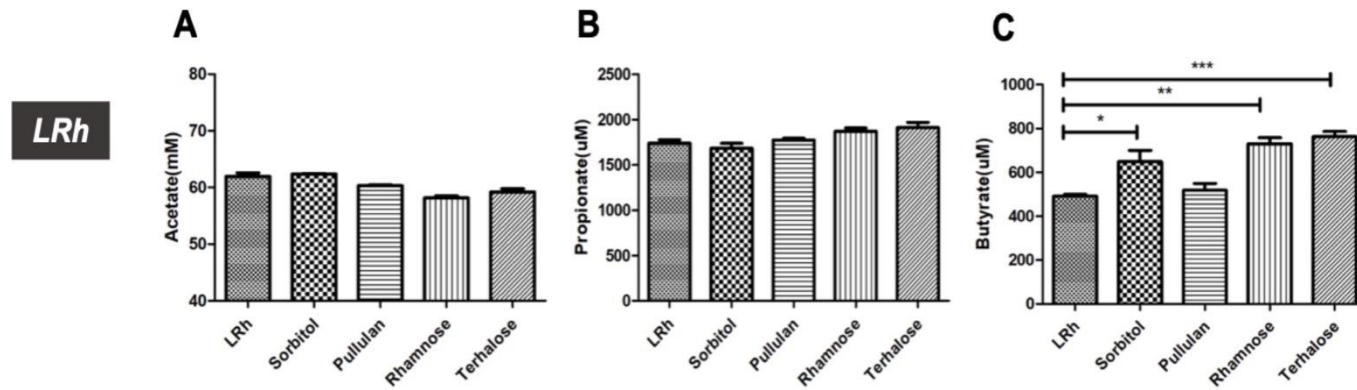 LRh
A
Acetate(mM)
80
70
60
50
40
LRh
Sorbitol
Pullulan
Rhamnose
Terhalose
B
Propionate(uM)
2500
2000
1500
1000
500
0
LRh
Sorbitol
Pullulan
Rhamnose
Terhalose
C
Butyrate(uM)
1000
800
600
400
200
0
***
**
*
LRh
Sorbitol
Pullulan
Rhamnose
Terhalose